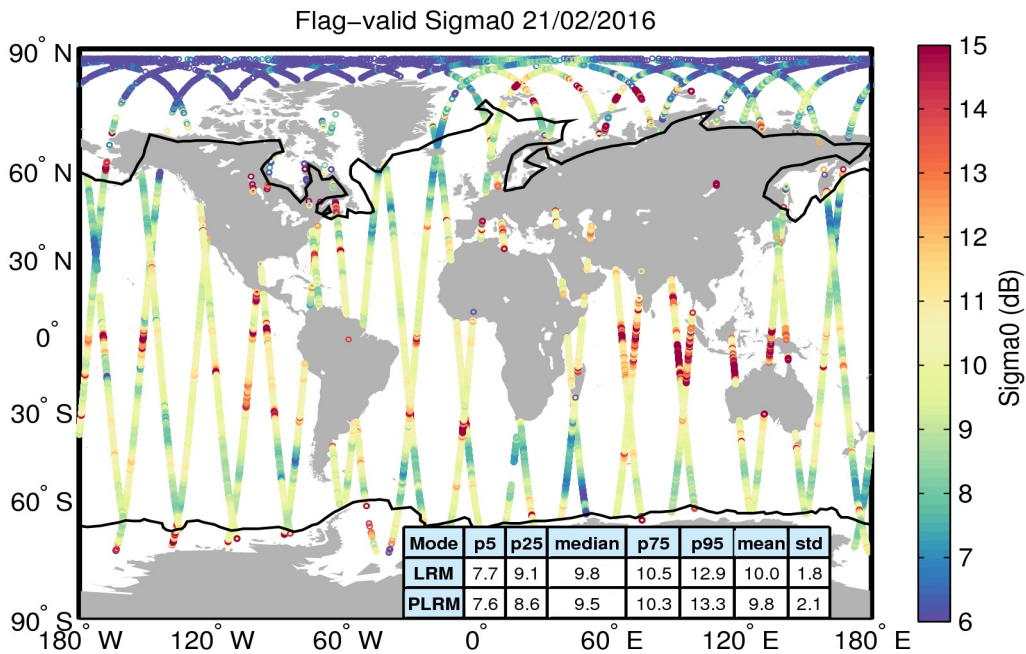 Flag−valid Sigma0 21/02/2016
90° N
60° N
30° N
0°
30° S
60° S
90° S
180° W
120° W
60° W
0°
60° E
120° E
180° E
Mode p5 p25 median p75 p95 mean std
LRM 7.7 9.1 9.8 10.5 12.9 10.0 1.8
PLRM 7.6 8.6 9.5 10.3 13.3 9.8 2.1
15
14
13
12
11
10
9
8
7
6
Sigma0 (dB)